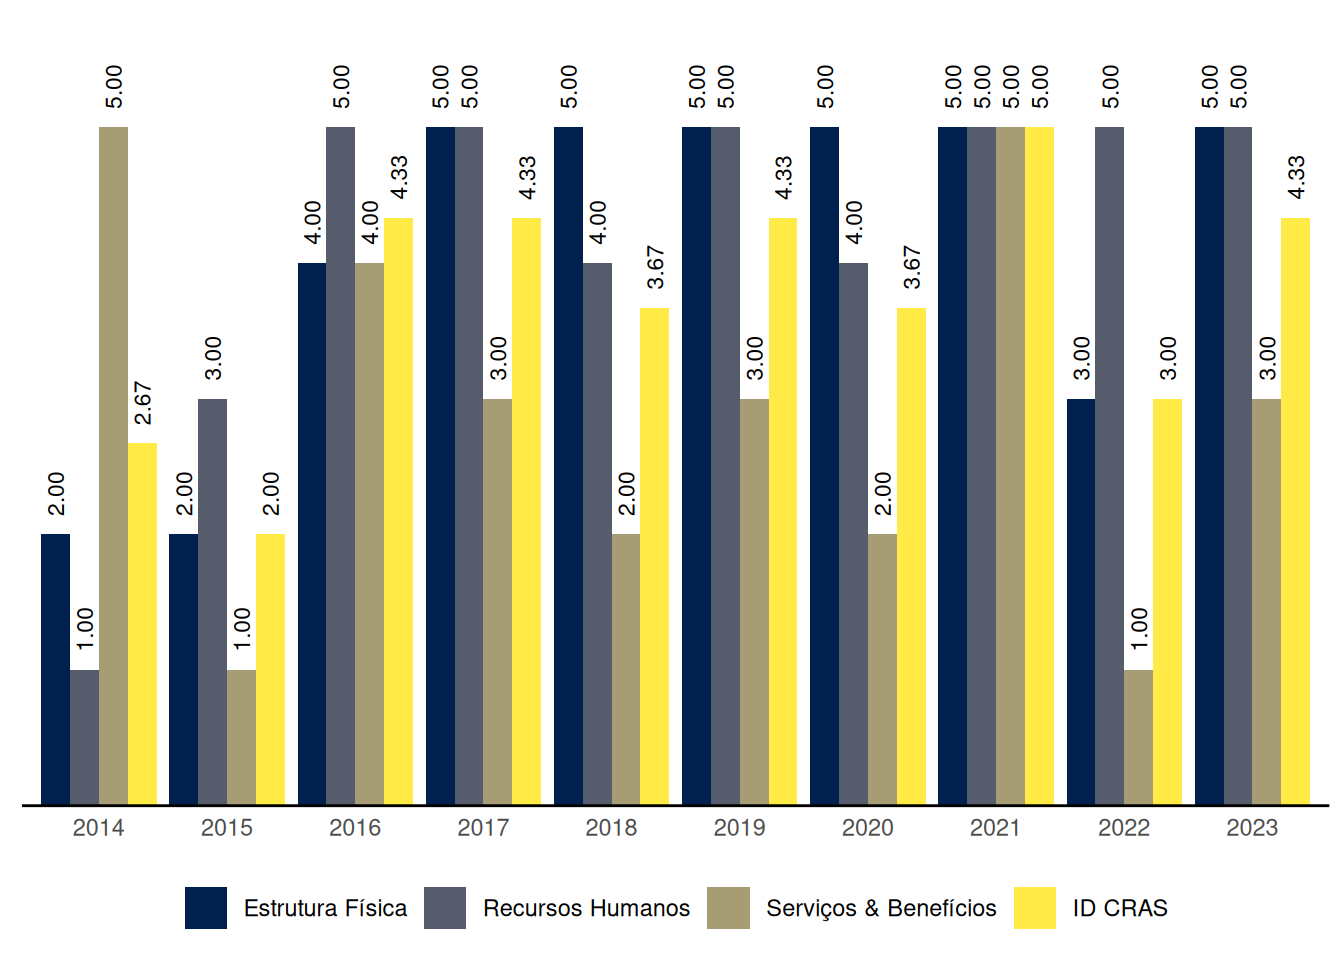 2.00 1.00 5.00 2.67
2.00 3.00 1.00 2.00
4.00 5.00 4.00 4.33
5.00 5.00 3.00 4.33
5.00 4.00 2.00 3.67
5.00 5.00 3.00 4.33
5.00 4.00 2.00 3.67
5.00 5.00 5.00 5.00
3.00 5.00 1.00 3.00
5.00 5.00 3.00 4.33
2014 2015 2016 2017 2018 2019 2020 2021 2022 2023
Estrutura Física Recursos Humanos Serviços & Benefícios ID CRAS